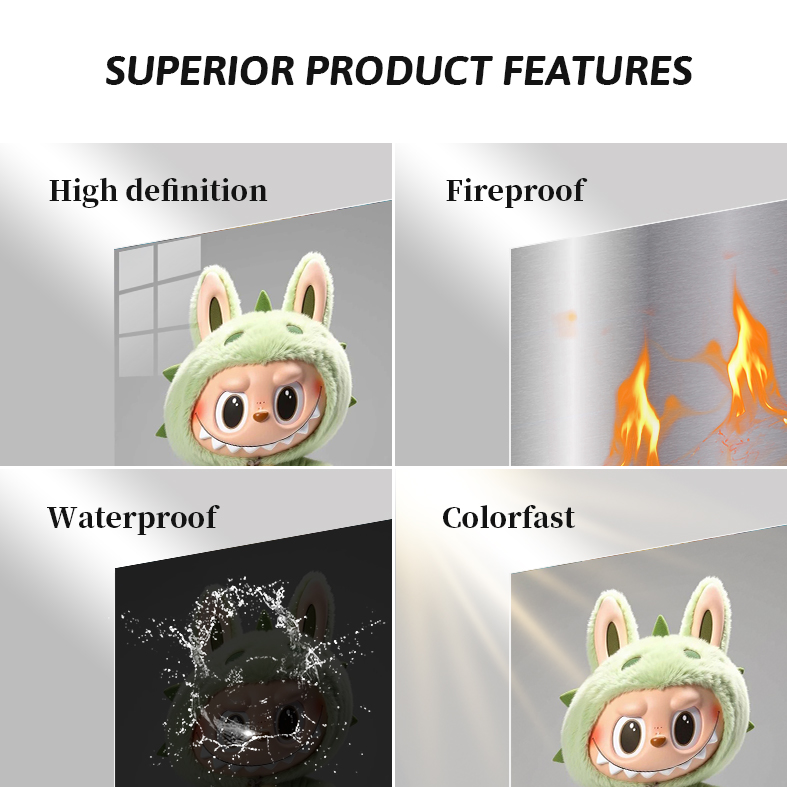 SUPERIOR PRODUCT FEATURES
High definition
Fireproof
Waterproof
Colorfast